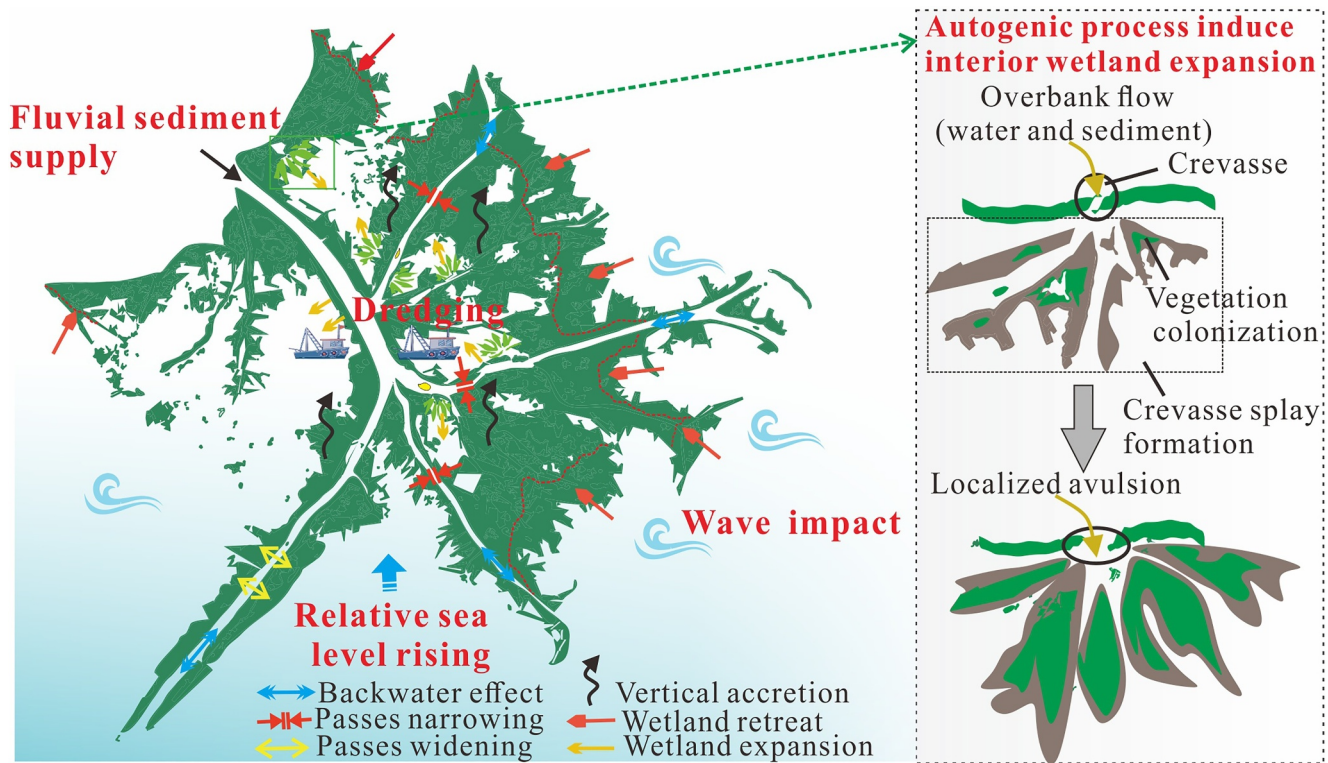 Fluvial sediment
supply
Dredging
Wave impact
Relative sea
level rising
Backwater effect
Passes narrowing
Passes widening
Vertical accretion
Wetland retreat
Wetland expansion
Autogenic process induce
interior wetland expansion
Overbank flow
(water and sediment)
Crevasse
Vegetation
colonization
Crevasse splay
formation
Localized avulsion